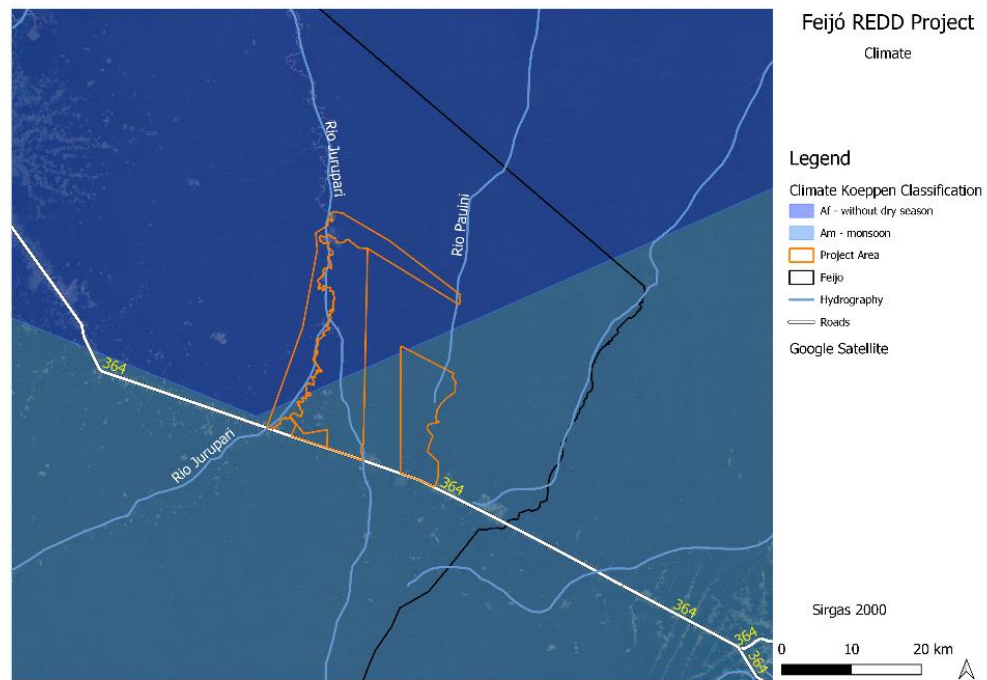 Feijó REDD Project
Climate
Legend
Climate Koeppen Classification
Af - without dry season
Am - monsoon
Project Area
Feijo
Hydrography
Roads
Google Satellite
Sirgas 2000
0 10 20 km
Rio Jurupari
Rio Pauini
364
Rio Jurupari
364
364
364
364